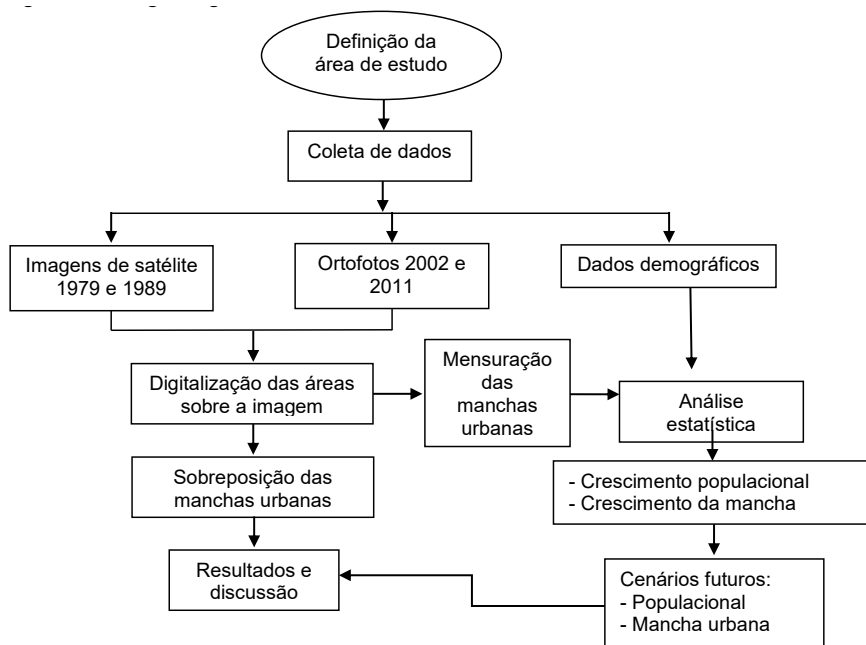 Definição da
área de estudo
Coleta de dados
Imagens de satélite
1979 e 1989
Ortofotos 2002 e
2011
Dados demográficos
Digitalização das áreas
sobre a imagem
Mensuração
das
manchas
urbanas
Análise
estatística
Sobreposição das
manchas urbanas
- Crescimento populacional
- Crescimento da mancha
Resultados e
discussão
Cenários futuros:
- Populacional
- Mancha urbana